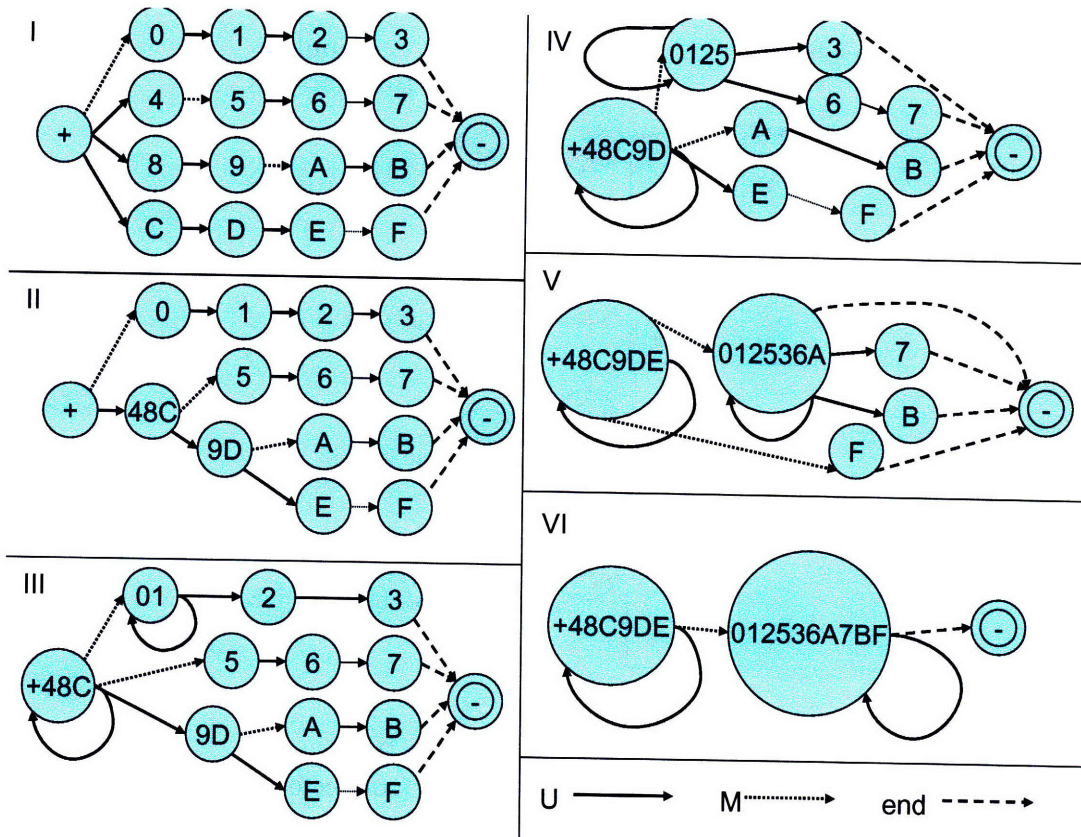 I
0 1 2 3
4 5 6 7
+ -
8 9 A B
C D E F
II
0 1 2 3
5 6 7
+ 48C -
9D A B
E F
III
01 2 3
5 6 7
+48C -
9D A B
E F
IV
0125 3
6 7
+48C9D A -
B
E F
V
+48C9DE 012536A 7
B -
F
VI
+48C9DE 012536A7BF -
U M end